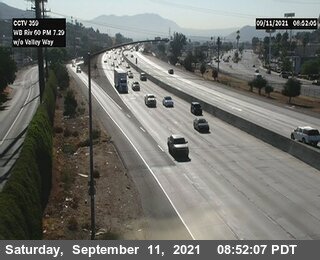 CCTV 359
WB Riv 60 PM 7.29
w/o Valley Way
09/11/2021
08:52:05
Saturday, September 11, 2021 08:52:07 PDT